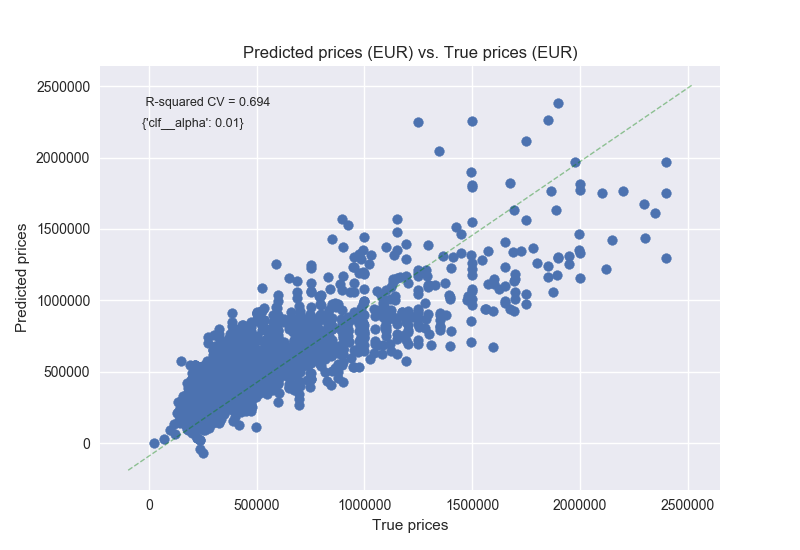 Predicted prices (EUR) vs. True prices (EUR)
R-squared CV = 0.694
{'clf__alpha': 0.01}
Predicted prices
2500000
2000000
1500000
1000000
500000
0
0 500000 1000000 1500000 2000000 2500000
True prices